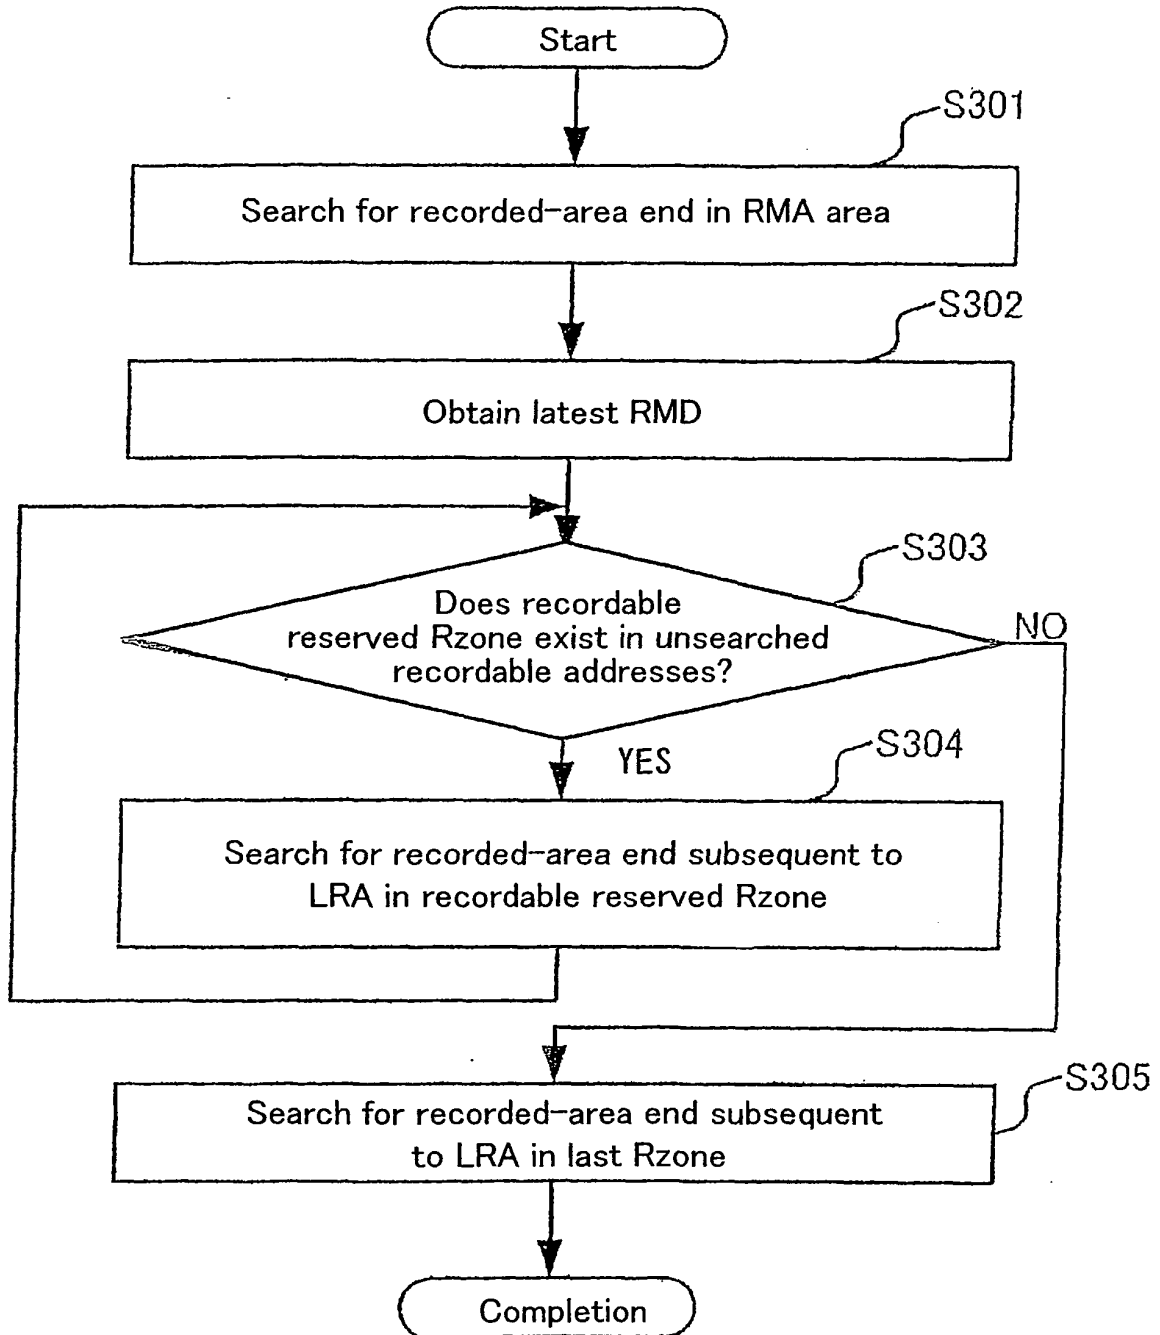 Start
S301
Search for recorded-area end in RMA area
S302
Obtain latest RMD
S303
Does recordable
reserved Rzone exist in unsearched
recordable addresses?
NO
YES
S304
Search for recorded-area end subsequent to
LRA in recordable reserved Rzone
S305
Search for recorded-area end subsequent
to LRA in last Rzone
Completion